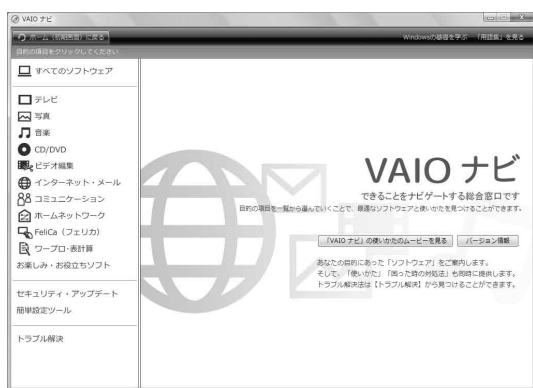 VAIO ナビ
ホーム（初期画面）に戻る
Windowsの基礎を学ぶ 「用語集」を見る
目的の項目をクリックしてください
すべてのソフトウェア
テレビ
写真
音楽
CD/DVD
ビデオ編集
インターネット・メール
コミュニケーション
ホームネットワーク
FeliCa（フェリカ）
ワープロ・表計算
お楽しみ・お役立ちソフト
セキュリティ・アップデート
簡単設定ツール
トラブル解決
VAIO ナビ
できることをナビゲートする総合窓口です
目的の項目を一覧から選んでいくことで、最適なソフトウェアと使いかたを見つけることができます。
「VAIO ナビ」の使いかたのムービーを見る バージョン情報
あなたの目的にあった「ソフトウェア」をご案内します。
そして、「使いかた」「困った時の対処法」も同時に提供します。
トラブル解決法は【トラブル解決】から見つけることができます。